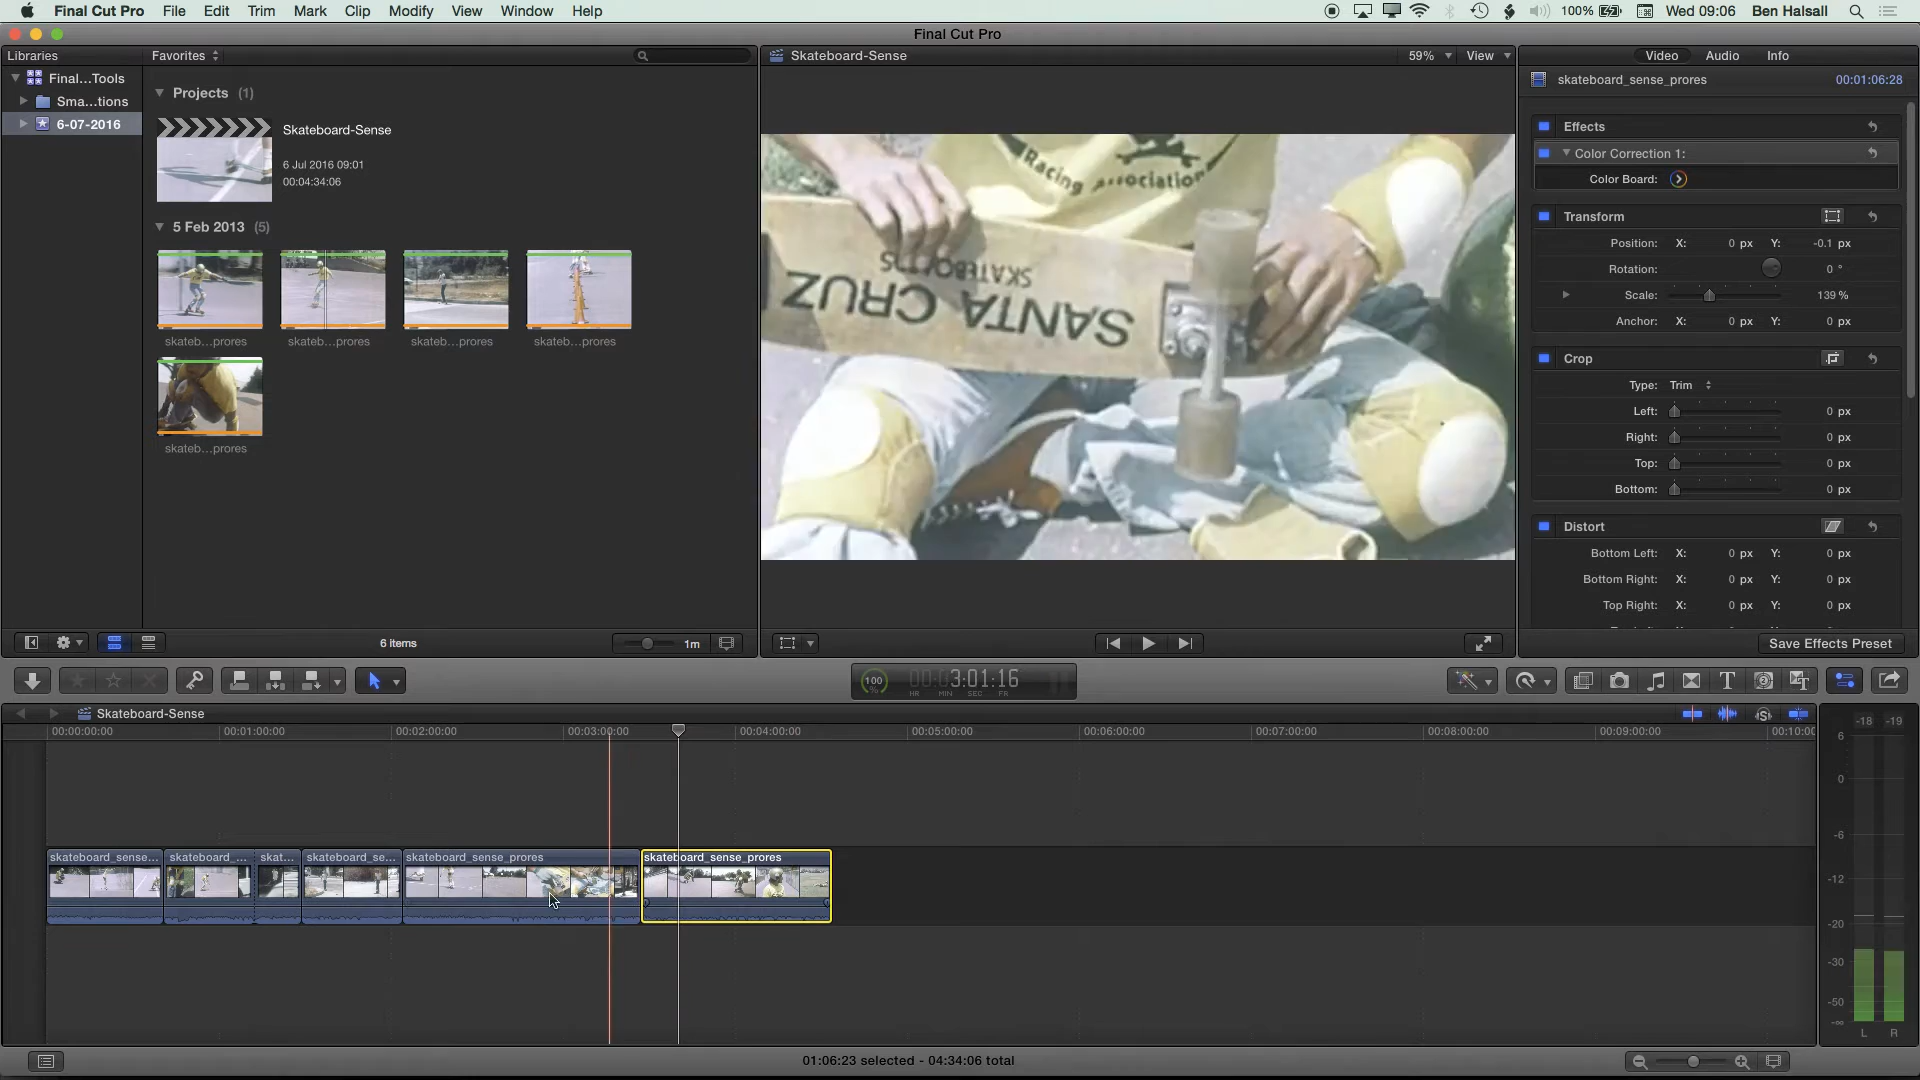 Final Cut Pro File Edit Trim Mark Clip Modify View Window Help 100% Wed 09:06 Ben Halsall
Final Cut Pro
Libraries
Final...Tools
Sma...tions
6-07-2016
Favorites
Projects (1)
Skateboard-Sense
6 Jul 2016 09:01
00:04:34:06
5 Feb 2013 (5)
skateb...prores skateb...prores skateb...prores skateb...prores
skateb...prores
6 items
1m
Skateboard-Sense 59% View
Racing Association
SANTA CRUZ
SKATEBOARDS
Video Audio Info
skateboard_sense_prores 00:01:06:28
Effects
Color Correction 1:
Color Board:
Transform
Position: X: 0 px Y: -0.1 px
Rotation: 0 °
Scale: 139 %
Anchor: X: 0 px Y: 0 px
Crop
Type: Trim
Left: 0 px
Right: 0 px
Top: 0 px
Bottom: 0 px
Distort
Bottom Left: X: 0 px Y: 0 px
Bottom Right: X: 0 px Y: 0 px
Top Right: X: 0 px Y: 0 px
Save Effects Preset
100 % 3:01:16
HR MIN SEC FR
Skateboard-Sense
00:00:00:00 00:01:00:00 00:02:00:00 00:03:00:00 00:04:00:00 00:05:00:00 00:06:00:00 00:07:00:00 00:08:00:00 00:09:00:00 00:10:00
skateboard_sense... skateboard_... skat... skateboard_se... skateboard_sense_prores skateboard_sense_prores
-18 -19
6
0
-6
-12
-20
-30
-50
-∞
L R
01:06:23 selected - 04:34:06 total